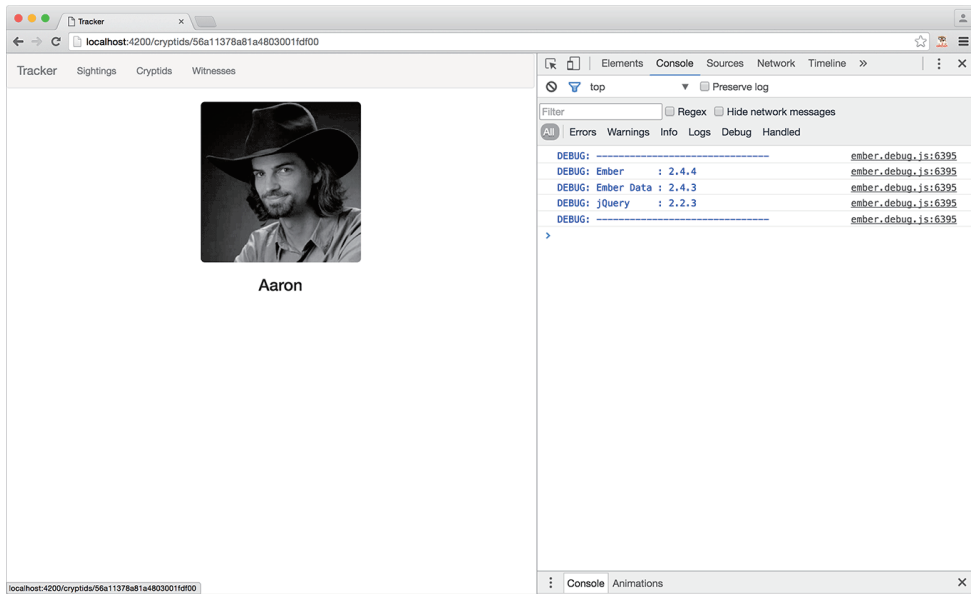 Tracker
localhost:4200/cryptids/56a11378a81a4803001fdf00
Tracker Sightings Cryptids Witnesses
Aaron
Elements Console Sources Network Timeline »
top ▼ Preserve log
Filter Regex Hide network messages
All Errors Warnings Info Logs Debug Handled
DEBUG: ------------------------------- ember.debug.js:6395
DEBUG: Ember : 2.4.4 ember.debug.js:6395
DEBUG: Ember Data : 2.4.3 ember.debug.js:6395
DEBUG: jQuery : 2.2.3 ember.debug.js:6395
DEBUG: ------------------------------- ember.debug.js:6395
>
Console Animations
localhost:4200/cryptids/56a11378a81a4803001fdf00